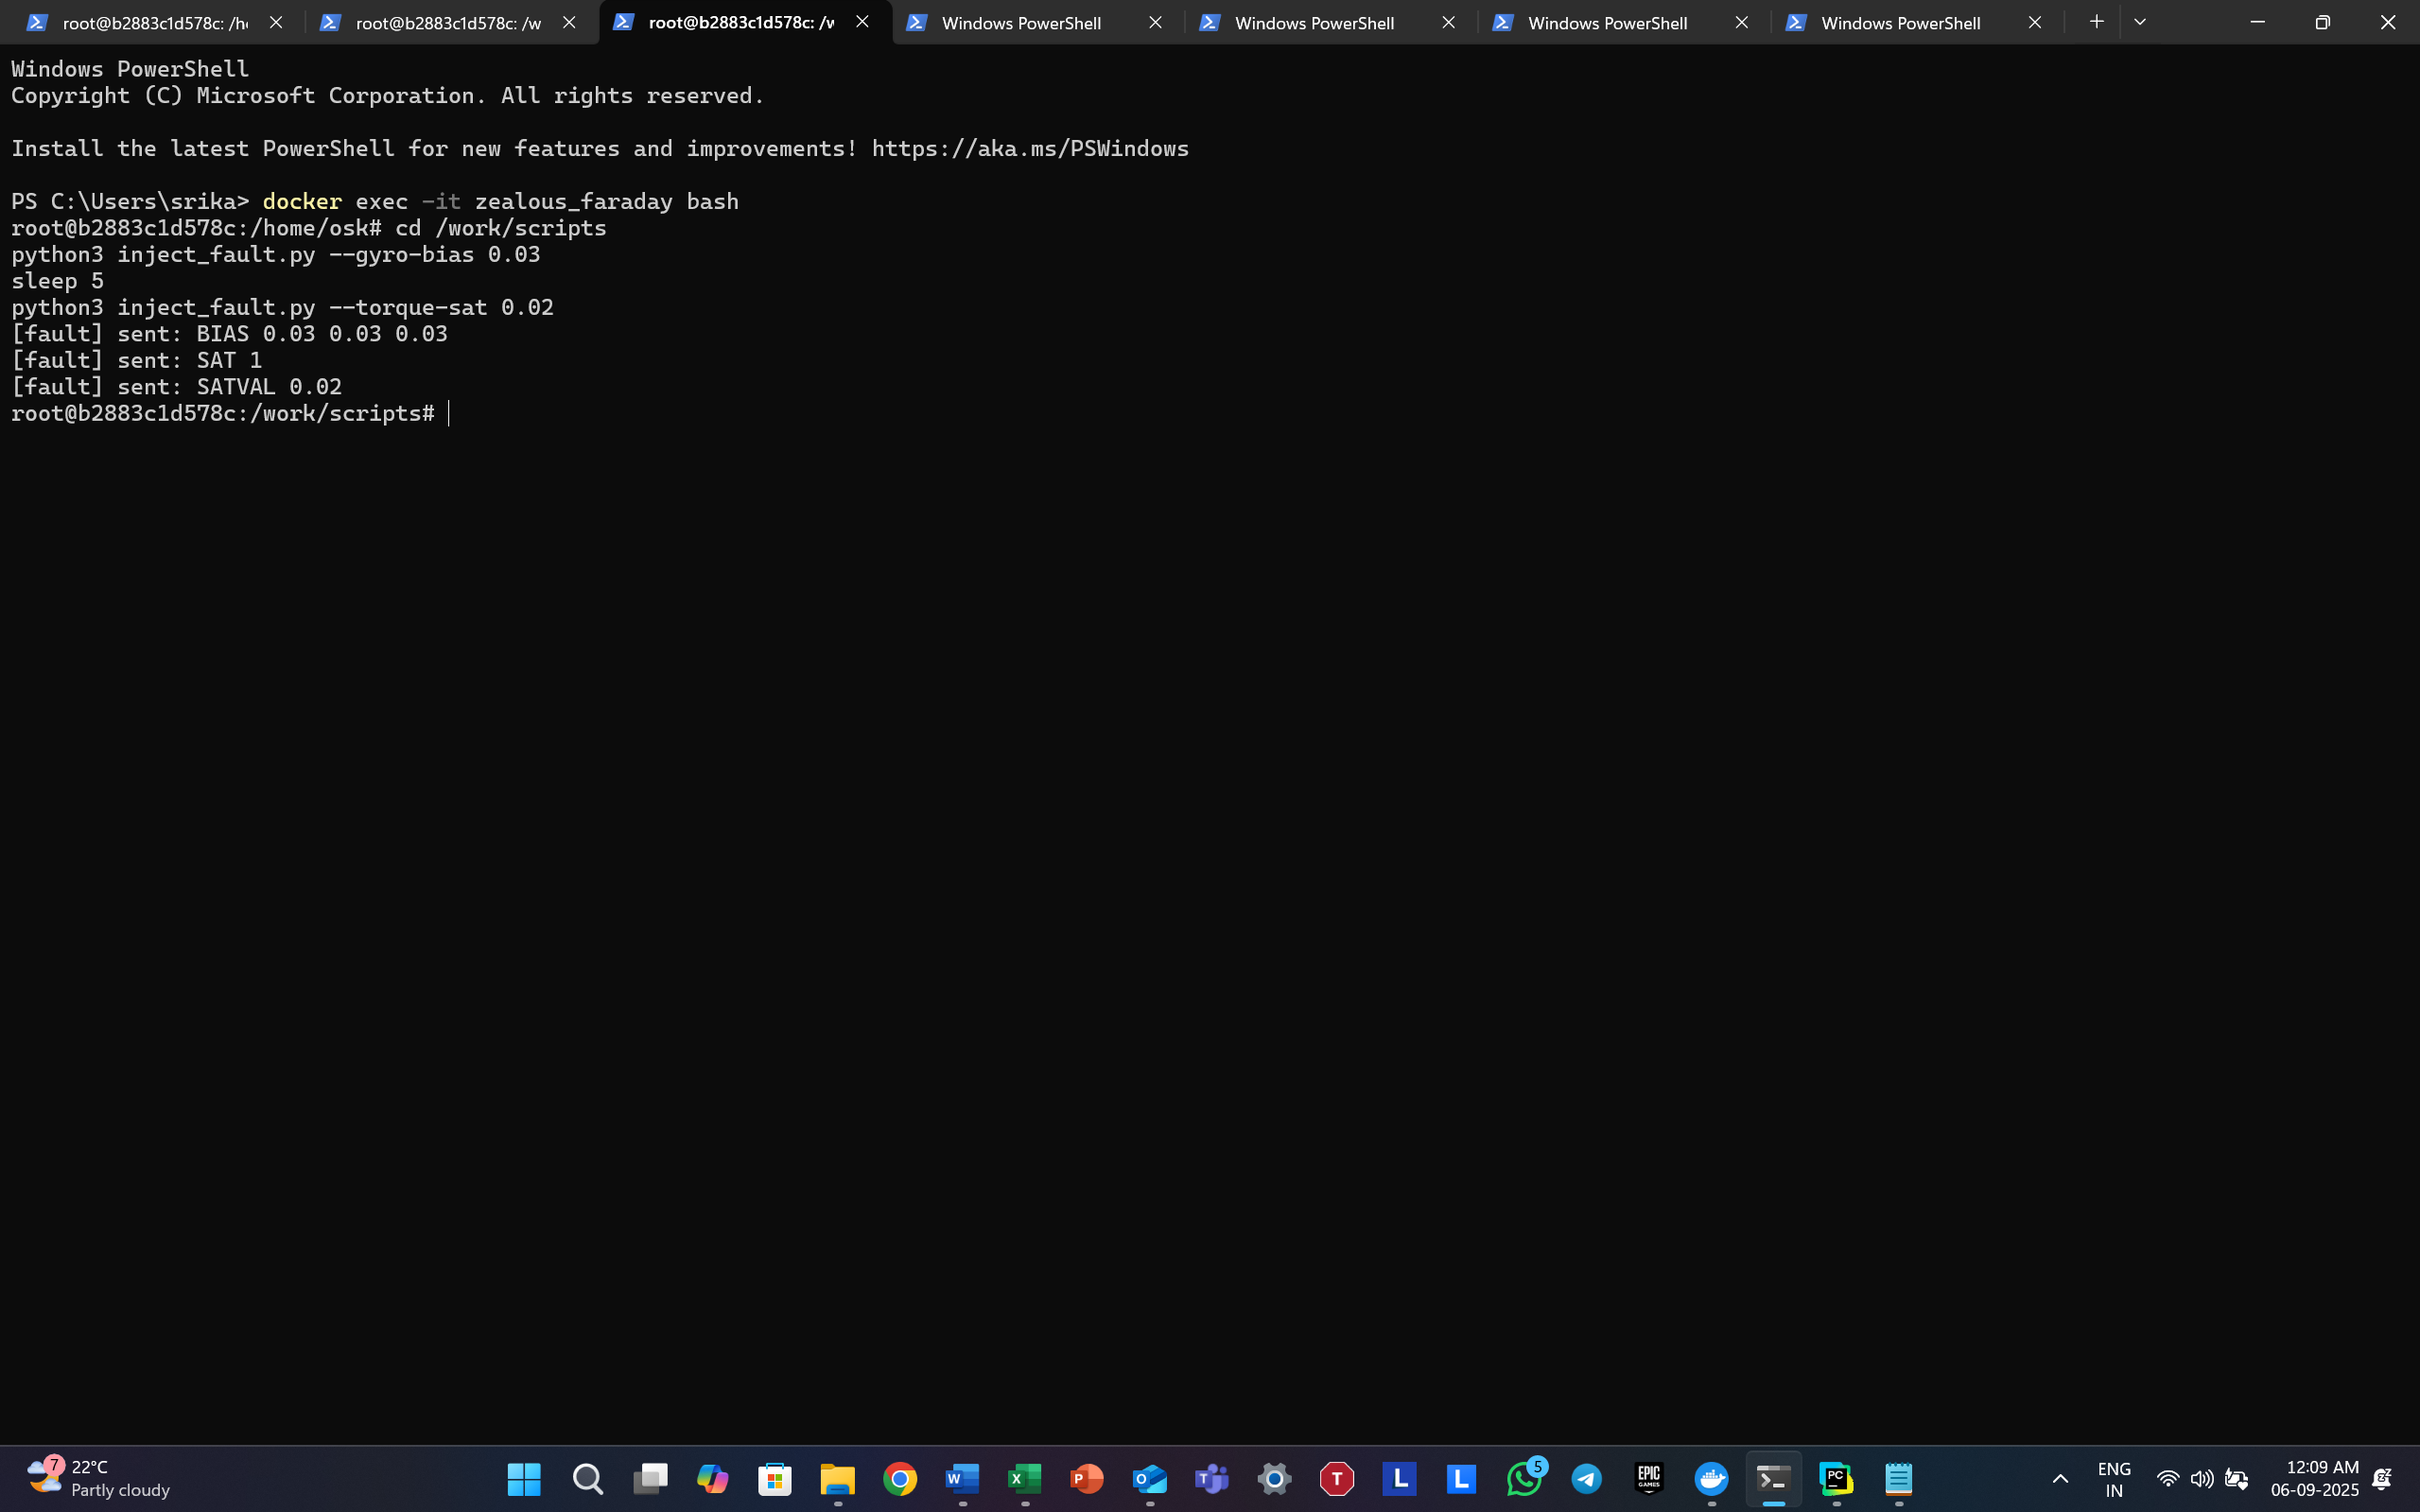 root@b2883c1d578c: /h
root@b2883c1d578c: /w
root@b2883c1d578c: /w
Windows PowerShell
Windows PowerShell
Windows PowerShell
Windows PowerShell
Windows PowerShell
Copyright (C) Microsoft Corporation. All rights reserved.
Install the latest PowerShell for new features and improvements! https://aka.ms/PSWindows
PS C:\Users\srika> docker exec -it zealous_faraday bash
root@b2883c1d578c:/home/osk# cd /work/scripts
python3 inject_fault.py --gyro-bias 0.03
sleep 5
python3 inject_fault.py --torque-sat 0.02
[fault] sent: BIAS 0.03 0.03 0.03
[fault] sent: SAT 1
[fault] sent: SATVAL 0.02
root@b2883c1d578c:/work/scripts#
7
22°C
Partly cloudy
W
X
P
O
T
T
L
L
5
EPIC
GAMES
PC
ENG
IN
12:09 AM
06-09-2025